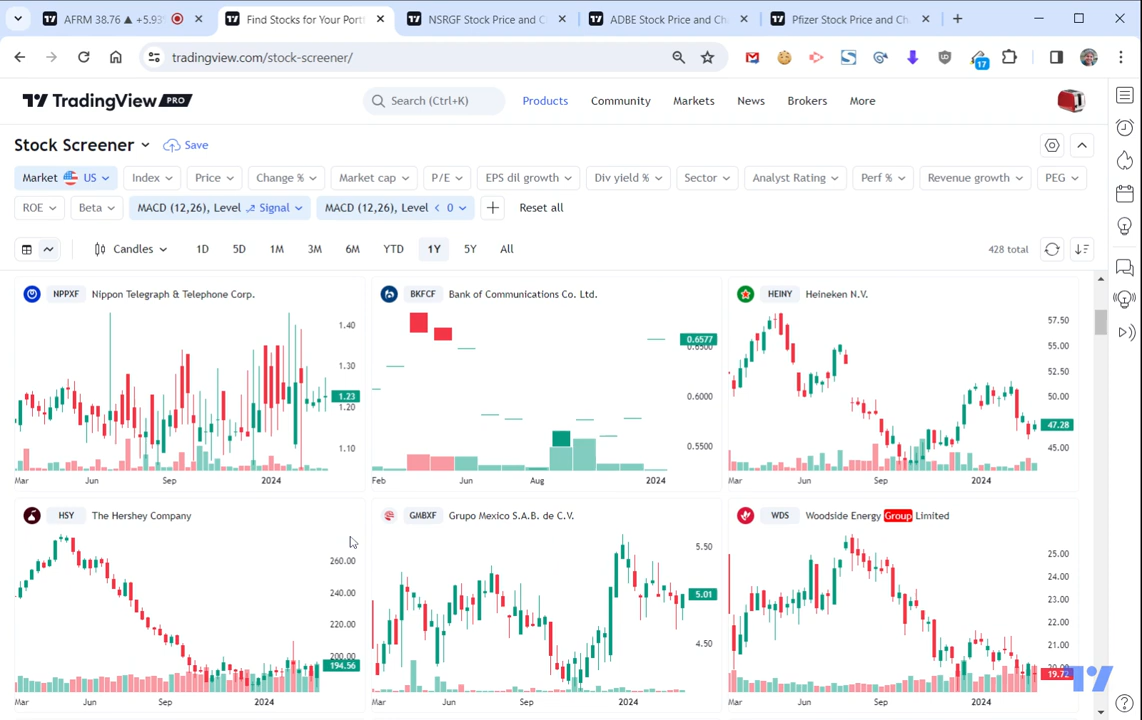 AFRM 38.76 ▲ +5.93
Find Stocks for Your Port
NSRGF Stock Price and C
ADBE Stock Price and Ch
Pfizer Stock Price and Ch
tradingview.com/stock-screener/
17
TradingView PRO
Search (Ctrl+K)
Products
Community
Markets
News
Brokers
More
Stock Screener
Save
Market US
Index
Price
Change %
Market cap
P/E
EPS dil growth
Div yield %
Sector
Analyst Rating
Perf %
Revenue growth
PEG
ROE
Beta
MACD (12,26), Level Signal
MACD (12,26), Level < 0
Reset all
Candles
1D
5D
1M
3M
6M
YTD
1Y
5Y
All
428 total
NPPXF Nippon Telegraph & Telephone Corp.
1.40
1.30
1.23
1.20
1.10
Mar Jun Sep 2024
BKFCF Bank of Communications Co. Ltd.
0.6577
0.6500
0.6000
0.5500
Feb Jun Aug 2024
HEINY Heineken N.V.
57.50
55.00
52.50
50.00
47.28
45.00
Mar Jun Sep 2024
HSY The Hershey Company
260.00
240.00
220.00
200.00
194.56
Mar Jun Sep 2024
GMBXF Grupo Mexico S.A.B. de C.V.
5.50
5.01
4.50
Mar Jun Sep 2024
WDS Woodside Energy Group Limited
25.00
24.00
23.00
22.00
21.00
20.00
19.72
Mar Jun Sep 2024